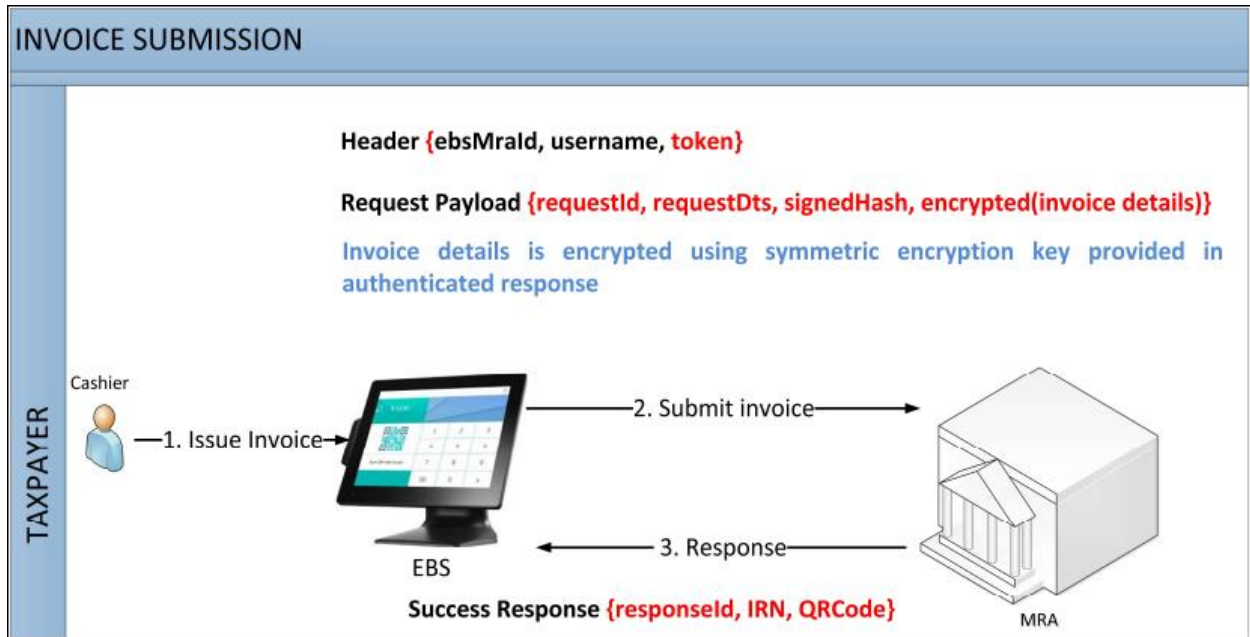 INVOICE SUBMISSION
Header {ebsMraId, username, token}
Request Payload {requestId, requestDts, signedHash, encrypted(invoice details)}
Invoice details is encrypted using symmetric encryption key provided in
authenticated response
TAXPAYER
Cashier
1. Issue Invoice
2. Submit invoice
3. Response
EBS
MRA
Success Response {responseId, IRN, QRCode}